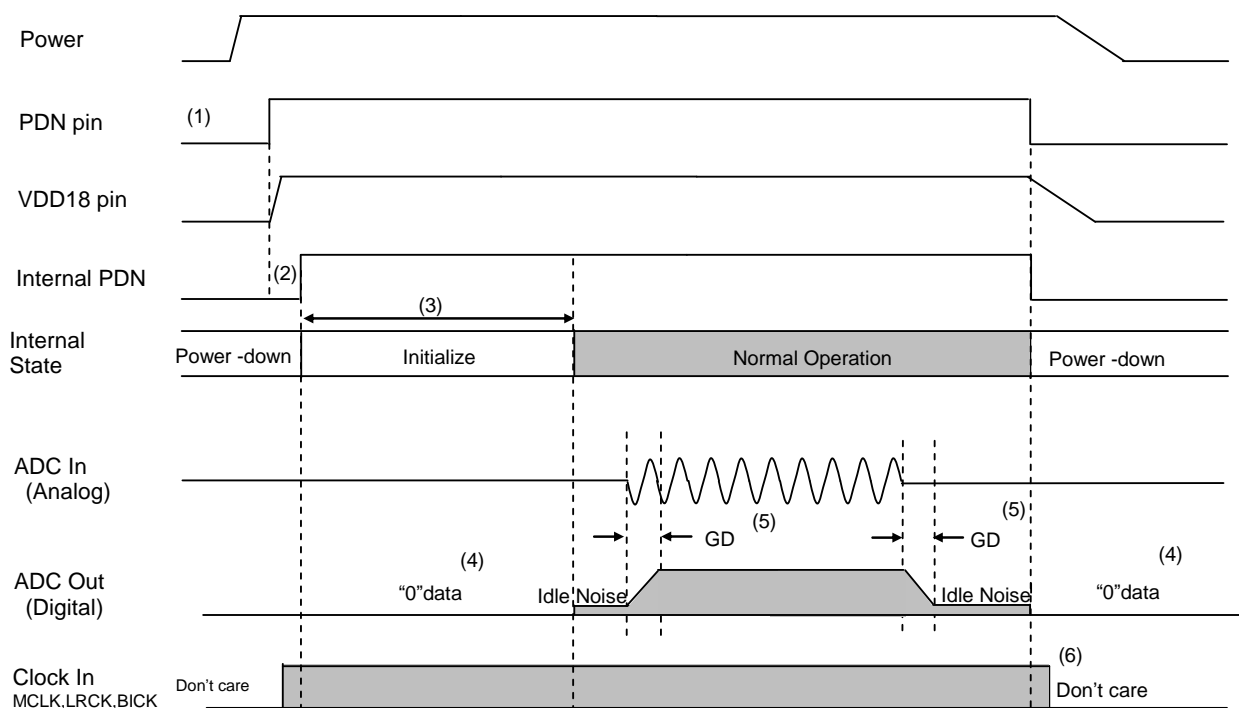 Power
PDN pin
(1)
VDD18 pin
Internal PDN
(2)
(3)
Internal
State
Power -down
Initialize
Normal Operation
Power -down
ADC In
(Analog)
(5)
GD
(5)
GD
ADC Out
(Digital)
(4)
“0”data
Idle Noise
Idle Noise
(4)
“0”data
Clock In
MCLK,LRCK,BICK
Don’t care
(6)
Don’t care